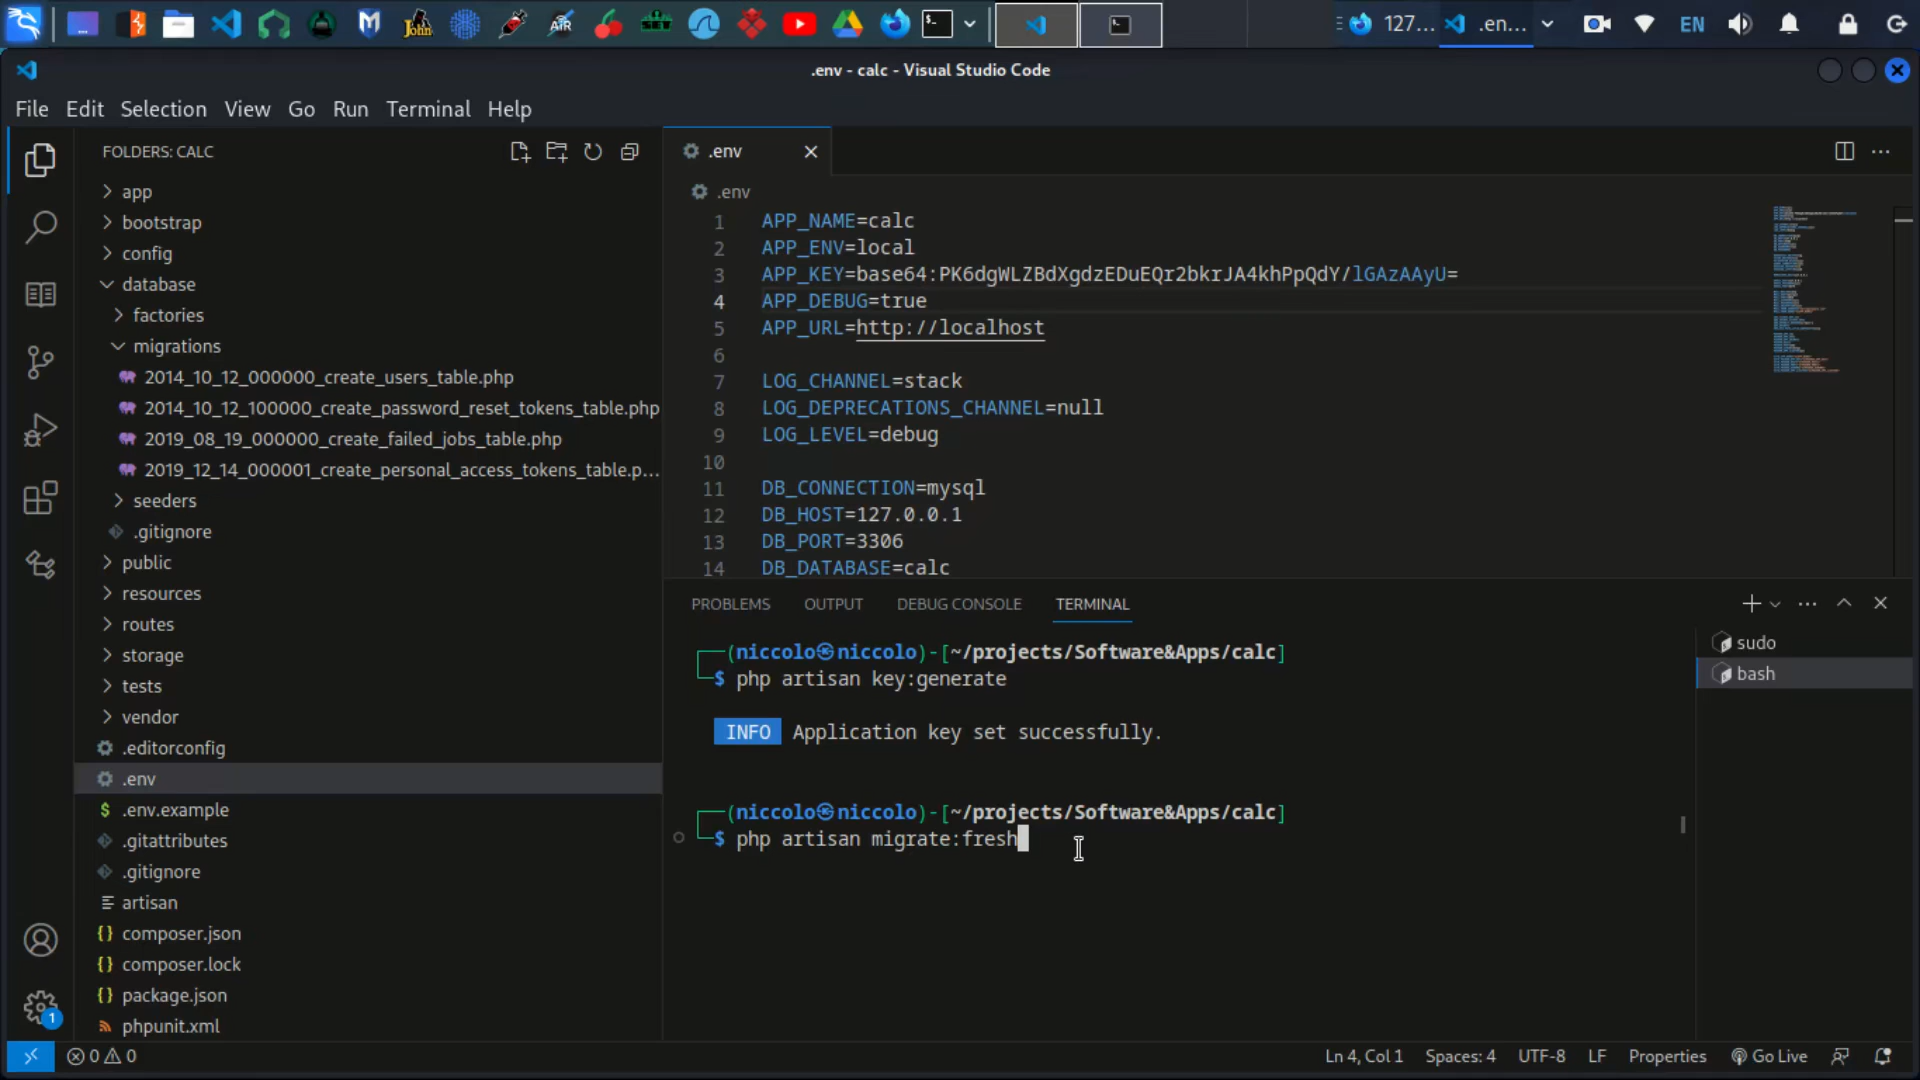 127...
.en...
EN
.env - calc - Visual Studio Code
File Edit Selection View Go Run Terminal Help
FOLDERS: CALC
app
bootstrap
config
database
factories
migrations
2014_10_12_000000_create_users_table.php
2014_10_12_100000_create_password_reset_tokens_table.php
2019_08_19_000000_create_failed_jobs_table.php
2019_12_14_000001_create_personal_access_tokens_table.p...
seeders
.gitignore
public
resources
routes
storage
tests
vendor
.editorconfig
.env
.env.example
.gitattributes
.gitignore
artisan
composer.json
composer.lock
package.json
phpunit.xml
1
.env
.env
1 APP_NAME=calc
2 APP_ENV=local
3 APP_KEY=base64:PK6dgWLZBdXgdzEDuEQr2bkrJA4khPpQdY/lGAzAAyU=
4 APP_DEBUG=true
5 APP_URL=http://localhost
6
7 LOG_CHANNEL=stack
8 LOG_DEPRECATIONS_CHANNEL=null
9 LOG_LEVEL=debug
10
11 DB_CONNECTION=mysql
12 DB_HOST=127.0.0.1
13 DB_PORT=3306
14 DB_DATABASE=calc
PROBLEMS OUTPUT DEBUG CONSOLE TERMINAL
(niccolo㉿niccolo)-[~/projects/Software&Apps/calc]
$ php artisan key:generate
INFO Application key set successfully.
(niccolo㉿niccolo)-[~/projects/Software&Apps/calc]
$ php artisan migrate:fresh
sudo
bash
0 0
Ln 4, Col 1 Spaces: 4 UTF-8 LF Properties Go Live